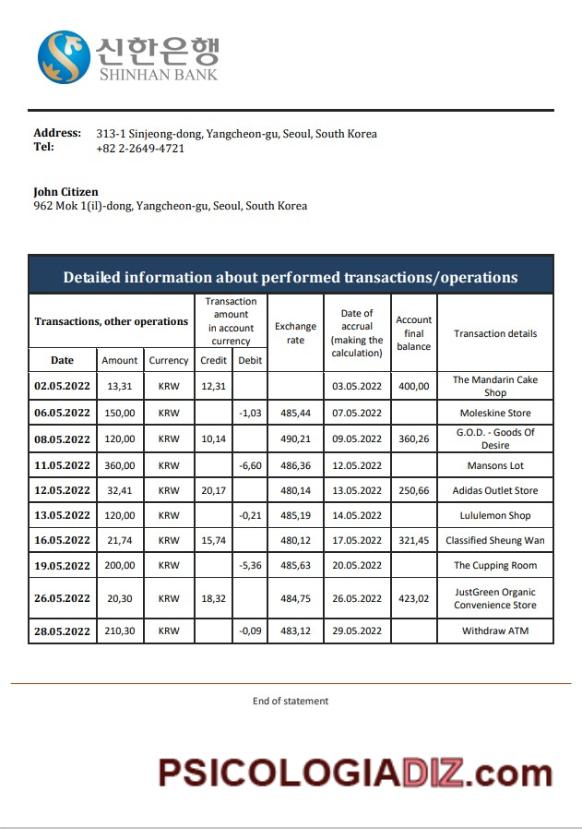 신한은행
SHINHAN BANK
Address: 313-1 Sinjeong-dong, Yangcheon-gu, Seoul, South Korea
Tel: +82 2-2649-4721
John Citizen
962 Mok 1(il)-dong, Yangcheon-gu, Seoul, South Korea
Detailed information about performed transactions/operations
Transactions, other operations
Transaction
amount
in account
currency
Exchange
rate
Date of
accrual
(making the
calculation)
Account
final
balance
Transaction details
Date Amount Currency Credit Debit
02.05.2022 13,31 KRW 12,31 03.05.2022 400,00 The Mandarin Cake
Shop
06.05.2022 150,00 KRW -1,03 485,44 07.05.2022 Moleskine Store
08.05.2022 120,00 KRW 10,14 490,21 09.05.2022 360,26 G.O.D. - Goods Of
Desire
11.05.2022 360,00 KRW -6,60 486,36 12.05.2022 Mansons Lot
12.05.2022 32,41 KRW 20,17 480,14 13.05.2022 250,66 Adidas Outlet Store
13.05.2022 120,00 KRW -0,21 485,19 14.05.2022 Lululemon Shop
16.05.2022 21,74 KRW 15,74 480,12 17.05.2022 321,45 Classified Sheung Wan
19.05.2022 200,00 KRW -5,36 485,63 20.05.2022 The Cupping Room
26.05.2022 20,30 KRW 18,32 484,75 26.05.2022 423,02 JustGreen Organic
Convenience Store
28.05.2022 210,30 KRW -0,09 483,12 29.05.2022 Withdraw ATM
End of statement
PSICOLOGIADIZ.com